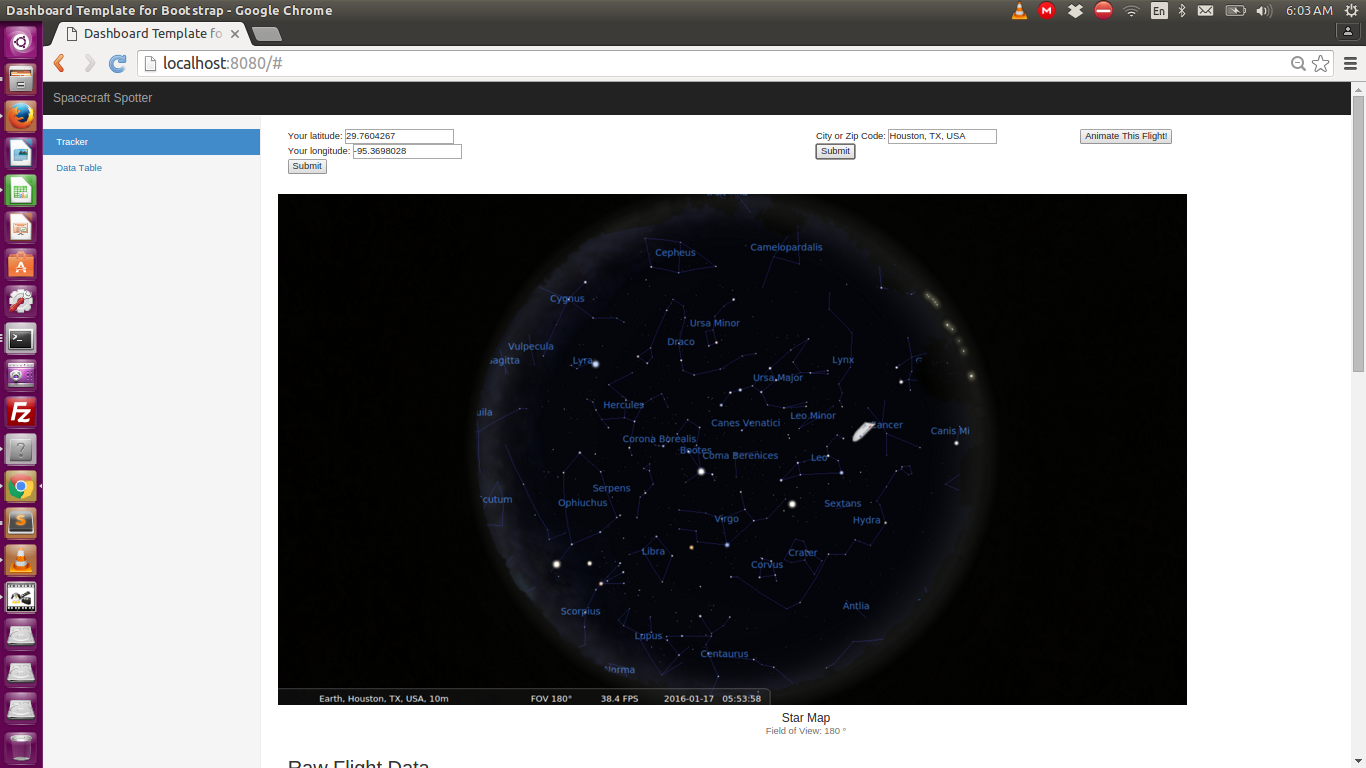 Dashboard Template for Bootstrap - Google Chrome
En
6:03 AM
Dashboard Template fo
localhost:8080/#
Spacecraft Spotter
Tracker
Data Table
Your latitude: 29.7604267
Your longitude: -95.3698028
Submit
City or Zip Code: Houston, TX, USA
Submit
Animate This Flight!
Cepheus
Camelopardalis
Cygnus
Ursa Minor
Draco
Vulpecula
agitta
Lyra
Lynx
Ursa Major
Hercules
uila
Leo Minor
Canes Venatici
Cancer
Canis Mi
Corona Borealis
Bootes
Coma Berenices
Leo
Serpens
cutum
Ophiuchus
Sextans
Virgo
Hydra
Libra
Crater
Corvus
Scorpius
Antlia
Lupus
Centaurus
Norma
Earth, Houston, TX, USA, 10m
FOV 180°
38.4 FPS
2016-01-17 05:53:58
Star Map
Field of View: 180 °
Raw Flight Data